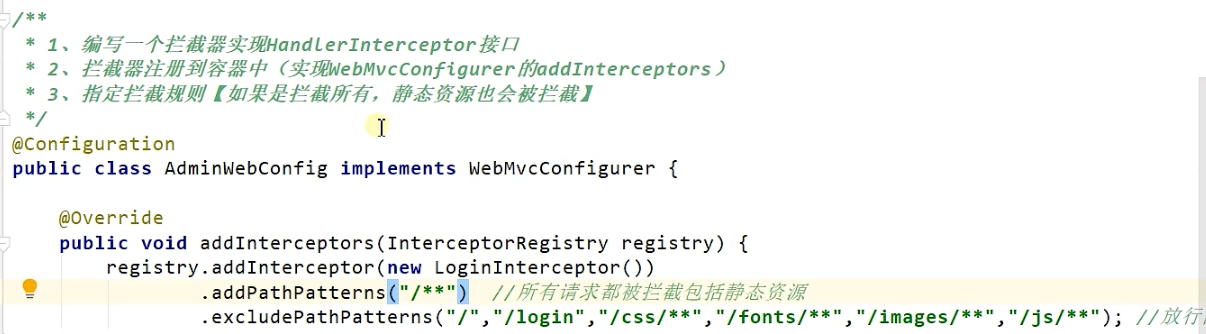 /**
 * 1、编写一个拦截器实现HandlerInterceptor接口
 * 2、拦截器注册到容器中（实现WebMvcConfigurer的addInterceptors）
 * 3、指定拦截规则【如果是拦截所有，静态资源也会被拦截】
 */
@Configuration
public class AdminWebConfig implements WebMvcConfigurer {
@Override
public void addInterceptors(InterceptorRegistry registry) {
registry.addInterceptor(new LoginInterceptor())
.addPathPatterns("/**")  //所有请求都被拦截包括静态资源
.excludePathPatterns("/","/login","/css/**","/fonts/**","/images/**","/js/**"); //放行